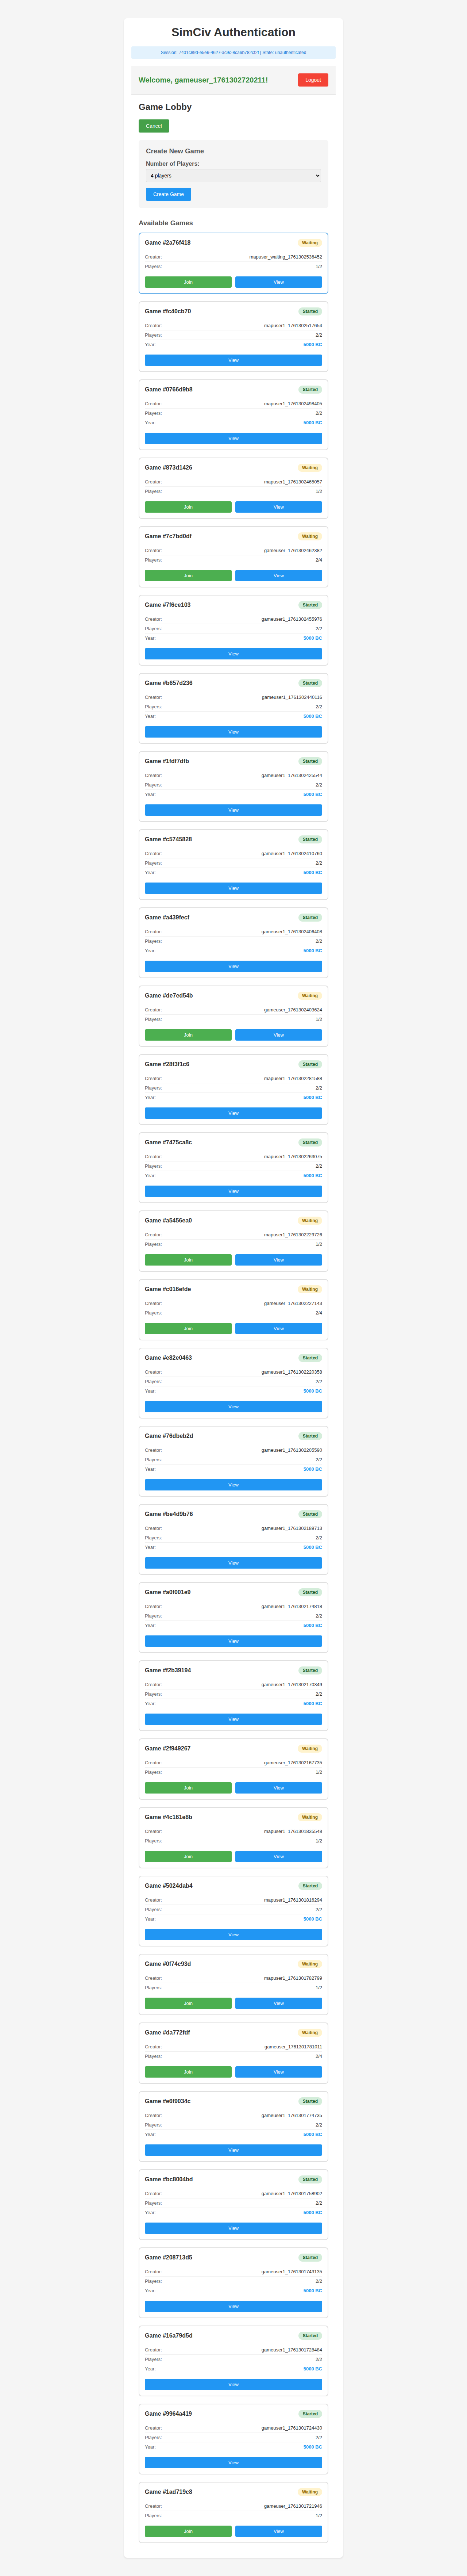 SimCiv Authentication
Welcome, gameuser_1761302720211!
Logout
Game Lobby
Cancel
Create New Game
Number of Players:
4 players
Create Game
Available Games
Game #2a76f418 Waiting
Creator: mapuser_waiting_1761302536452
Players: 1/2
Join View
Game #fc40cb70 Started
Creator: mapuser1_1761302517654
Players: 2/2
Year: 5000 BC
View
Game #0766d9b8 Started
Creator: mapuser1_1761302498405
Players: 2/2
Year: 5000 BC
View
Game #873d1426 Waiting
Creator: mapuser1_1761302465057
Players: 1/2
Join View
Game #7c7bd0df Waiting
Creator: gameuser_1761302462382
Players: 2/4
Join View
Game #7f6ce103 Started
Creator: gameuser1_1761302455976
Players: 2/2
Year: 5000 BC
View
Game #b657d236 Started
Creator: gameuser1_1761302440116
Players: 2/2
Year: 5000 BC
View
Game #1fdf7dfb Started
Creator: gameuser1_1761302425544
Players: 2/2
Year: 5000 BC
View
Game #c5745828 Started
Creator: gameuser1_1761302410760
Players: 2/2
Year: 5000 BC
View
Game #a439fecf Started
Creator: gameuser1_1761302406408
Players: 2/2
Year: 5000 BC
View
Game #de7ed54b Waiting
Creator: gameuser_1761302403624
Players: 1/2
Join View
Game #28f3f1c6 Started
Creator: mapuser1_1761302281588
Players: 2/2
Year: 5000 BC
View
Game #7475ca8c Started
Creator: mapuser1_1761302263075
Players: 2/2
Year: 5000 BC
View
Game #a5456ea0 Waiting
Creator: mapuser1_1761302229726
Players: 1/2
Join View
Game #c016efde Waiting
Creator: gameuser_1761302227143
Players: 2/4
Join View
Game #e82e0463 Started
Creator: gameuser1_1761302220358
Players: 2/2
Year: 5000 BC
View
Game #76dbeb2d Started
Creator: gameuser1_1761302205590
Players: 2/2
Year: 5000 BC
View
Game #be4d9b76 Started
Creator: gameuser1_1761302189713
Players: 2/2
Year: 5000 BC
View
Game #a0f001e9 Started
Creator: gameuser1_1761302174618
Players: 2/2
Year: 5000 BC
View
Game #f2b39194 Started
Creator: gameuser1_1761302170349
Players: 2/2
Year: 5000 BC
View
Game #2f949267 Waiting
Creator: gameuser_1761302167735
Players: 1/2
Join View
Game #4c161e8b Waiting
Creator: mapuser1_1761301835548
Players: 1/2
Join View
Game #5024dab4 Started
Creator: mapuser1_1761301816294
Players: 2/2
Year: 5000 BC
View
Game #0f74c93d Waiting
Creator: mapuser1_1761301782799
Players: 1/2
Join View
Game #da772fdf Waiting
Creator: gameuser_1761301781011
Players: 2/4
Join View
Game #e6f9034c Started
Creator: gameuser1_1761301774735
Players: 2/2
Year: 5000 BC
View
Game #bc8004bd Started
Creator: gameuser1_1761301758802
Players: 2/2
Year: 5000 BC
View
Game #208713d5 Started
Creator: gameuser1_1761301743135
Players: 2/2
Year: 5000 BC
View
Game #16a79d5d Started
Creator: gameuser1_1761301728484
Players: 2/2
Year: 5000 BC
View
Game #9964a419 Started
Creator: gameuser1_1761301724430
Players: 2/2
Year: 5000 BC
View
Game #1ad719c8 Waiting
Creator: gameuser_1761301721946
Players: 1/2
Join View